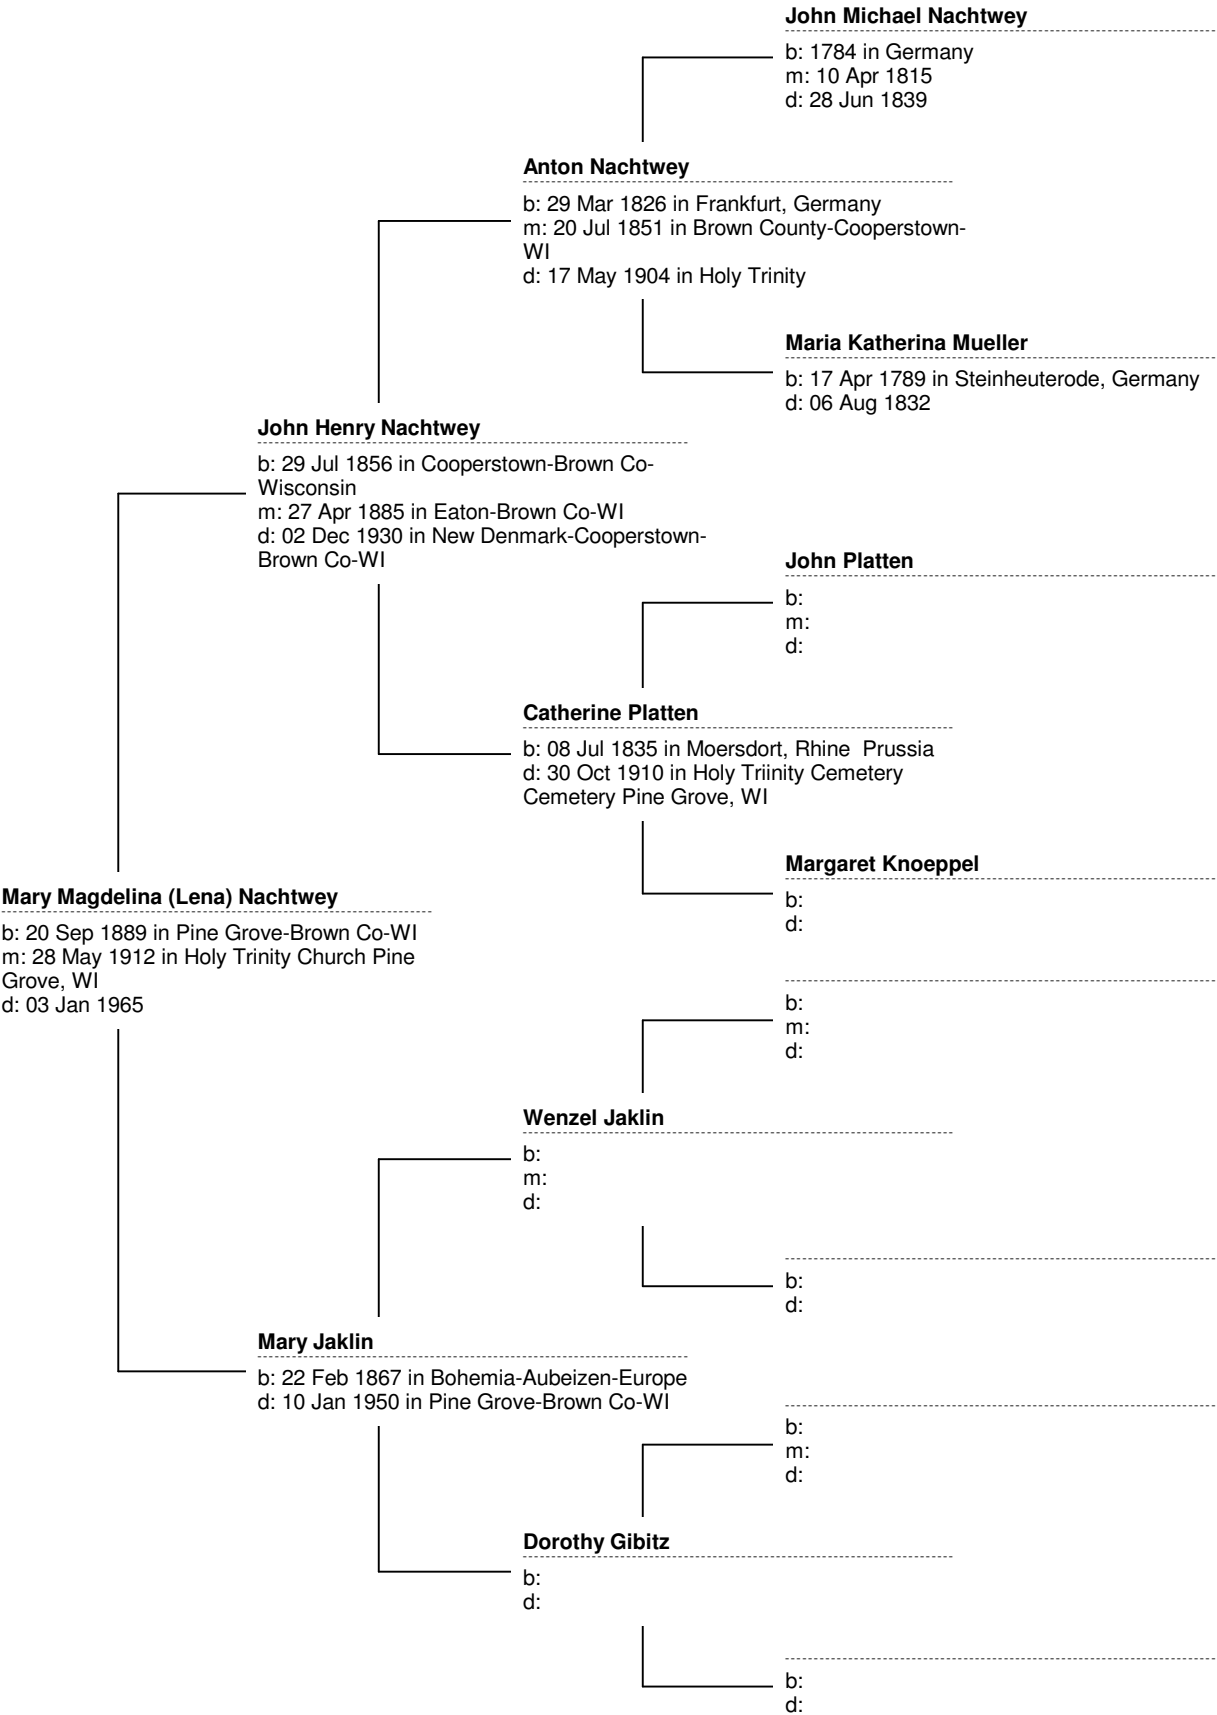 John Michael Nachtwey
b: 1784 in Germany
m: 10 Apr 1815
d: 28 Jun 1839
Anton Nachtwey
b: 29 Mar 1826 in Frankfurt, Germany
m: 20 Jul 1851 in Brown County-Cooperstown-
WI
d: 17 May 1904 in Holy Trinity
Maria Katherina Mueller
b: 17 Apr 1789 in Steinheuterode, Germany
d: 06 Aug 1832
John Henry Nachtwey
b: 29 Jul 1856 in Cooperstown-Brown Co-
Wisconsin
m: 27 Apr 1885 in Eaton-Brown Co-WI
d: 02 Dec 1930 in New Denmark-Cooperstown-
Brown Co-WI
John Platten
b:
m:
d:
Catherine Platten
b: 08 Jul 1835 in Moersdort, Rhine  Prussia
d: 30 Oct 1910 in Holy Triinity Cemetery
Cemetery Pine Grove, WI
Margaret Knoeppel
b:
d:
Mary Magdelina (Lena) Nachtwey
b: 20 Sep 1889 in Pine Grove-Brown Co-WI
m: 28 May 1912 in Holy Trinity Church Pine
Grove, WI
d: 03 Jan 1965
b:
m:
d:
Wenzel Jaklin
b:
m:
d:
b:
d:
Mary Jaklin
b: 22 Feb 1867 in Bohemia-Aubeizen-Europe
d: 10 Jan 1950 in Pine Grove-Brown Co-WI
b:
m:
d:
Dorothy Gibitz
b:
d:
b:
d: